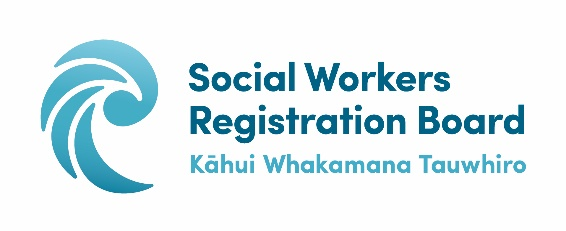 Social Workers
Registration Board
Kāhui Whakamana Tauwhiro